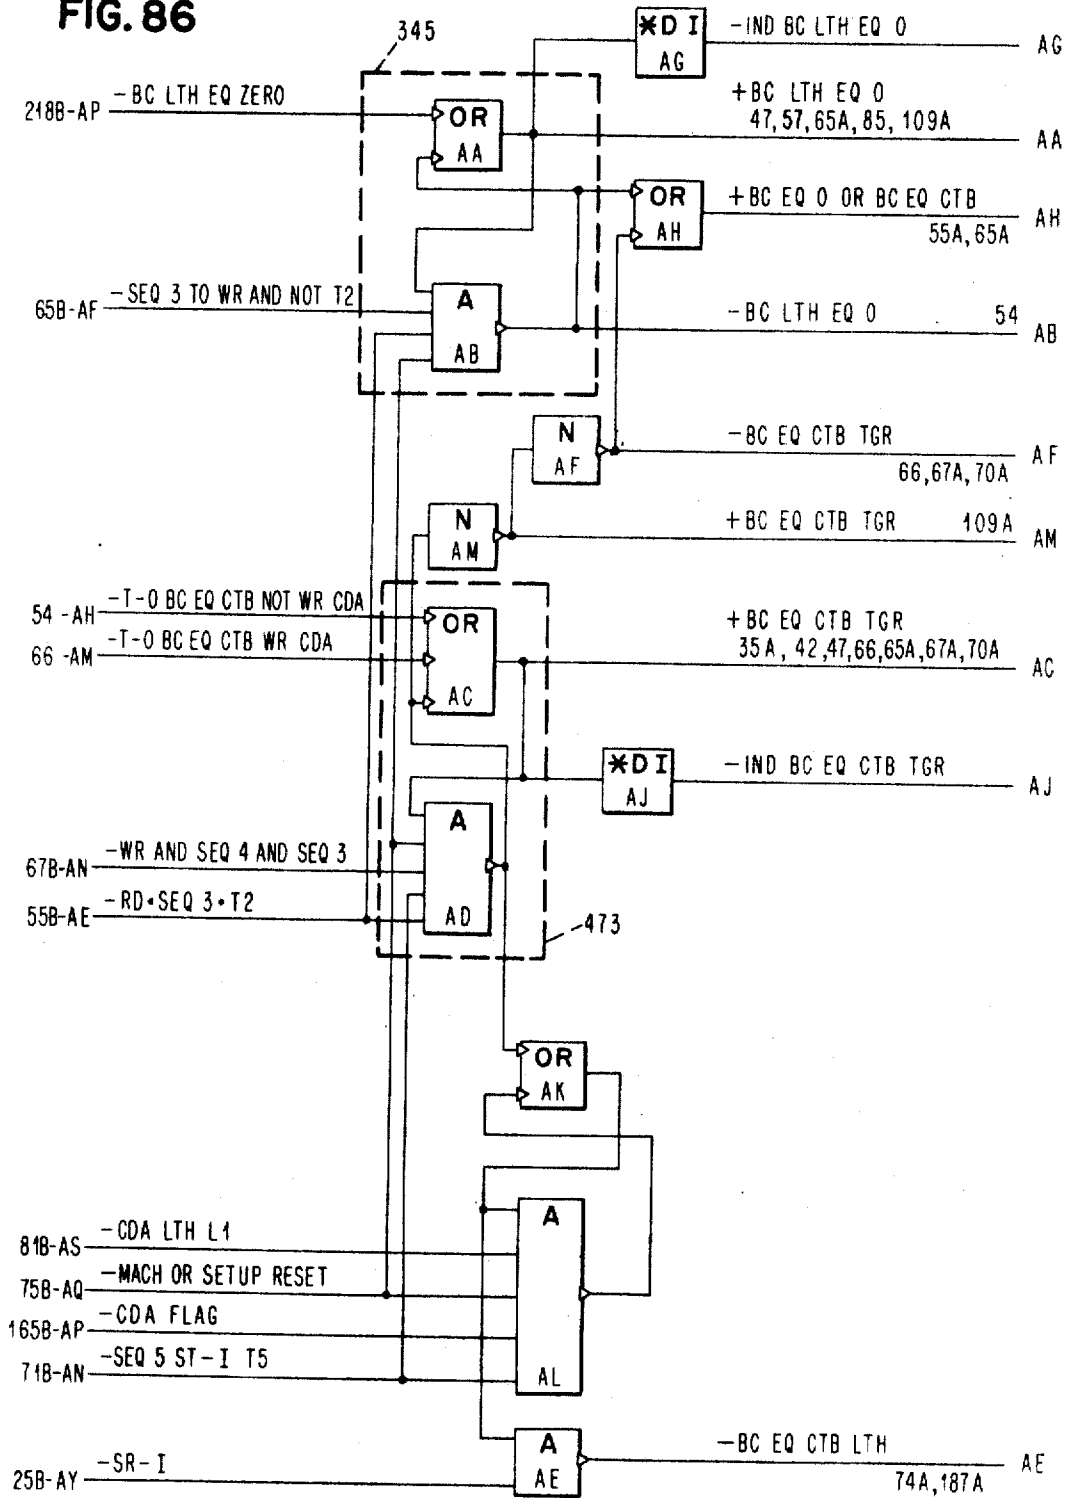 FIG. 86
345
*DI
AG
-IND BC LTH EQ 0
AG
218B-AP
-BC LTH EQ ZERO
OR
AA
+BC LTH EQ 0
47,57,65A,85,109A
AA
OR
AH
+BC EQ 0 OR BC EQ CTB
55A,65A
AH
65B-AF
-SEQ 3 TO WR AND NOT T2
A
AB
-BC LTH EQ 0
54
AB
N
AF
-BC EQ CTB TGR
66,67A,70A
AF
N
AM
+BC EQ CTB TGR
109A
AM
54-AH
-T-0 BC EQ CTB NOT WR CDA
66-AM
-T-0 BC EQ CTB WR CDA
OR
AC
+BC EQ CTB TGR
35A, 42,47,66,65A,67A,70A
AC
*DI
AJ
-IND BC EQ CTB TGR
AJ
67B-AN
-WR AND SEQ 4 AND SEQ 3
55B-AE
-RD•SEQ 3•T2
A
AD
473
OR
AK
81B-AS
-CDA LTH L1
75B-AQ
-MACH OR SETUP RESET
165B-AP
-CDA FLAG
71B-AN
-SEQ 5 ST-I T5
A
AL
25B-AY
-SR-I
A
AE
-BC EQ CTB LTH
74A,187A
AE